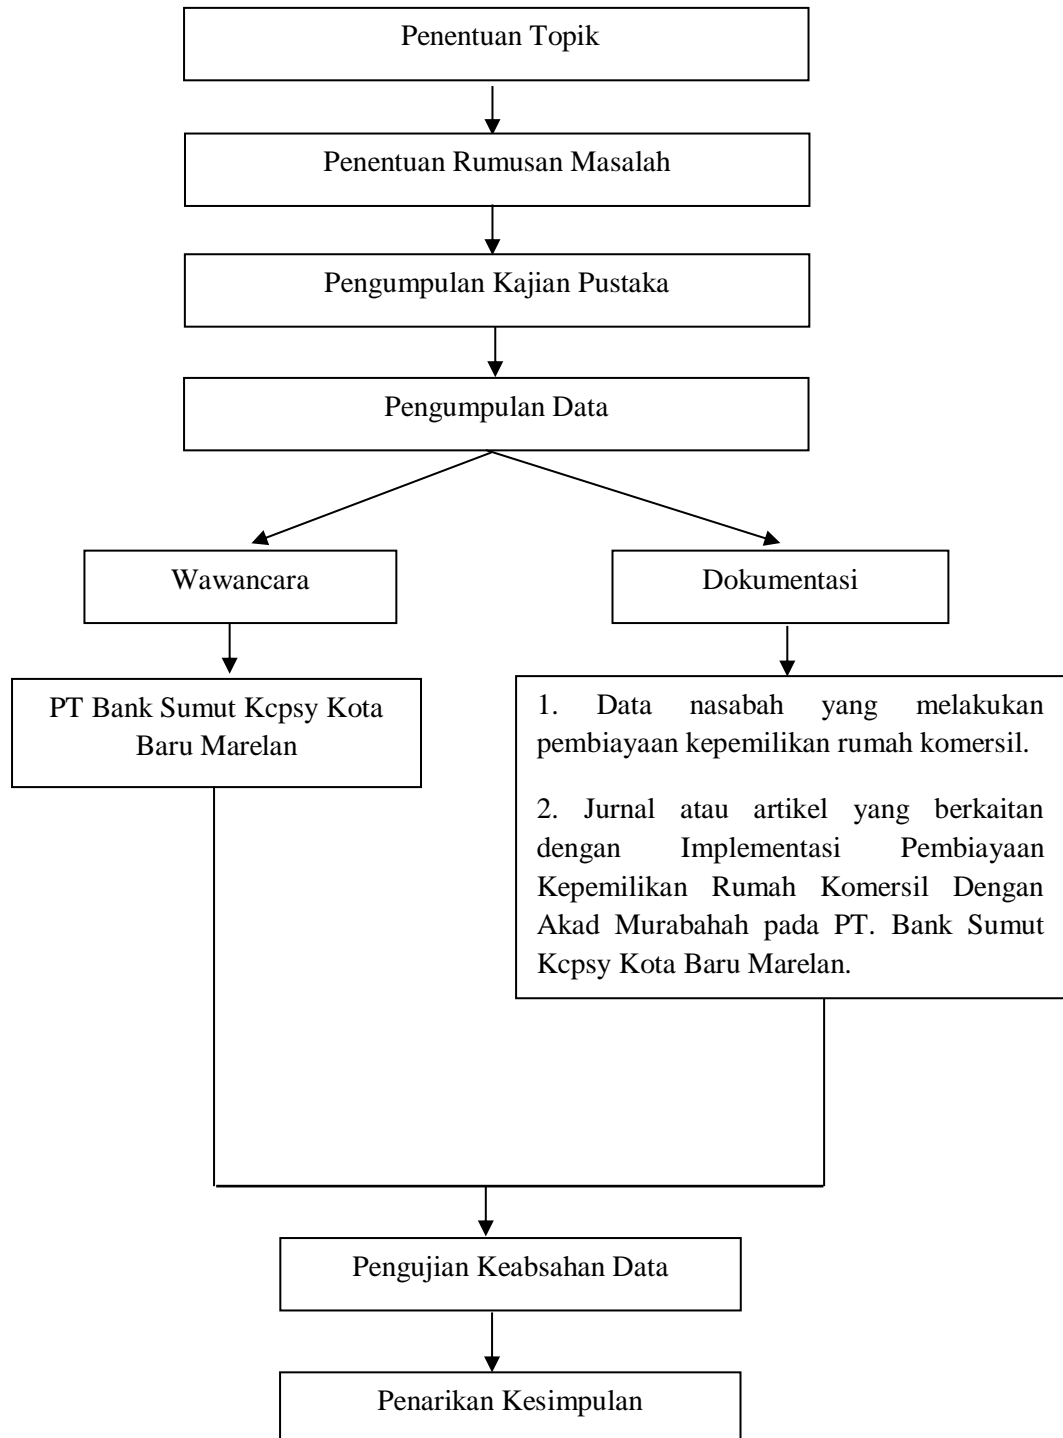 Penentuan Topik
Penentuan Rumusan Masalah
Pengumpulan Kajian Pustaka
Pengumpulan Data
Wawancara
Dokumentasi
PT Bank Sumut Kcpsy Kota
Baru Marelan
1. Data nasabah yang melakukan
pembiayaan kepemilikan rumah komersil.
2. Jurnal atau artikel yang berkaitan
dengan Implementasi Pembiayaan
Kepemilikan Rumah Komersil Dengan
Akad Murabahah pada PT. Bank Sumut
Kcpsy Kota Baru Marelan.
Pengujian Keabsahan Data
Penarikan Kesimpulan